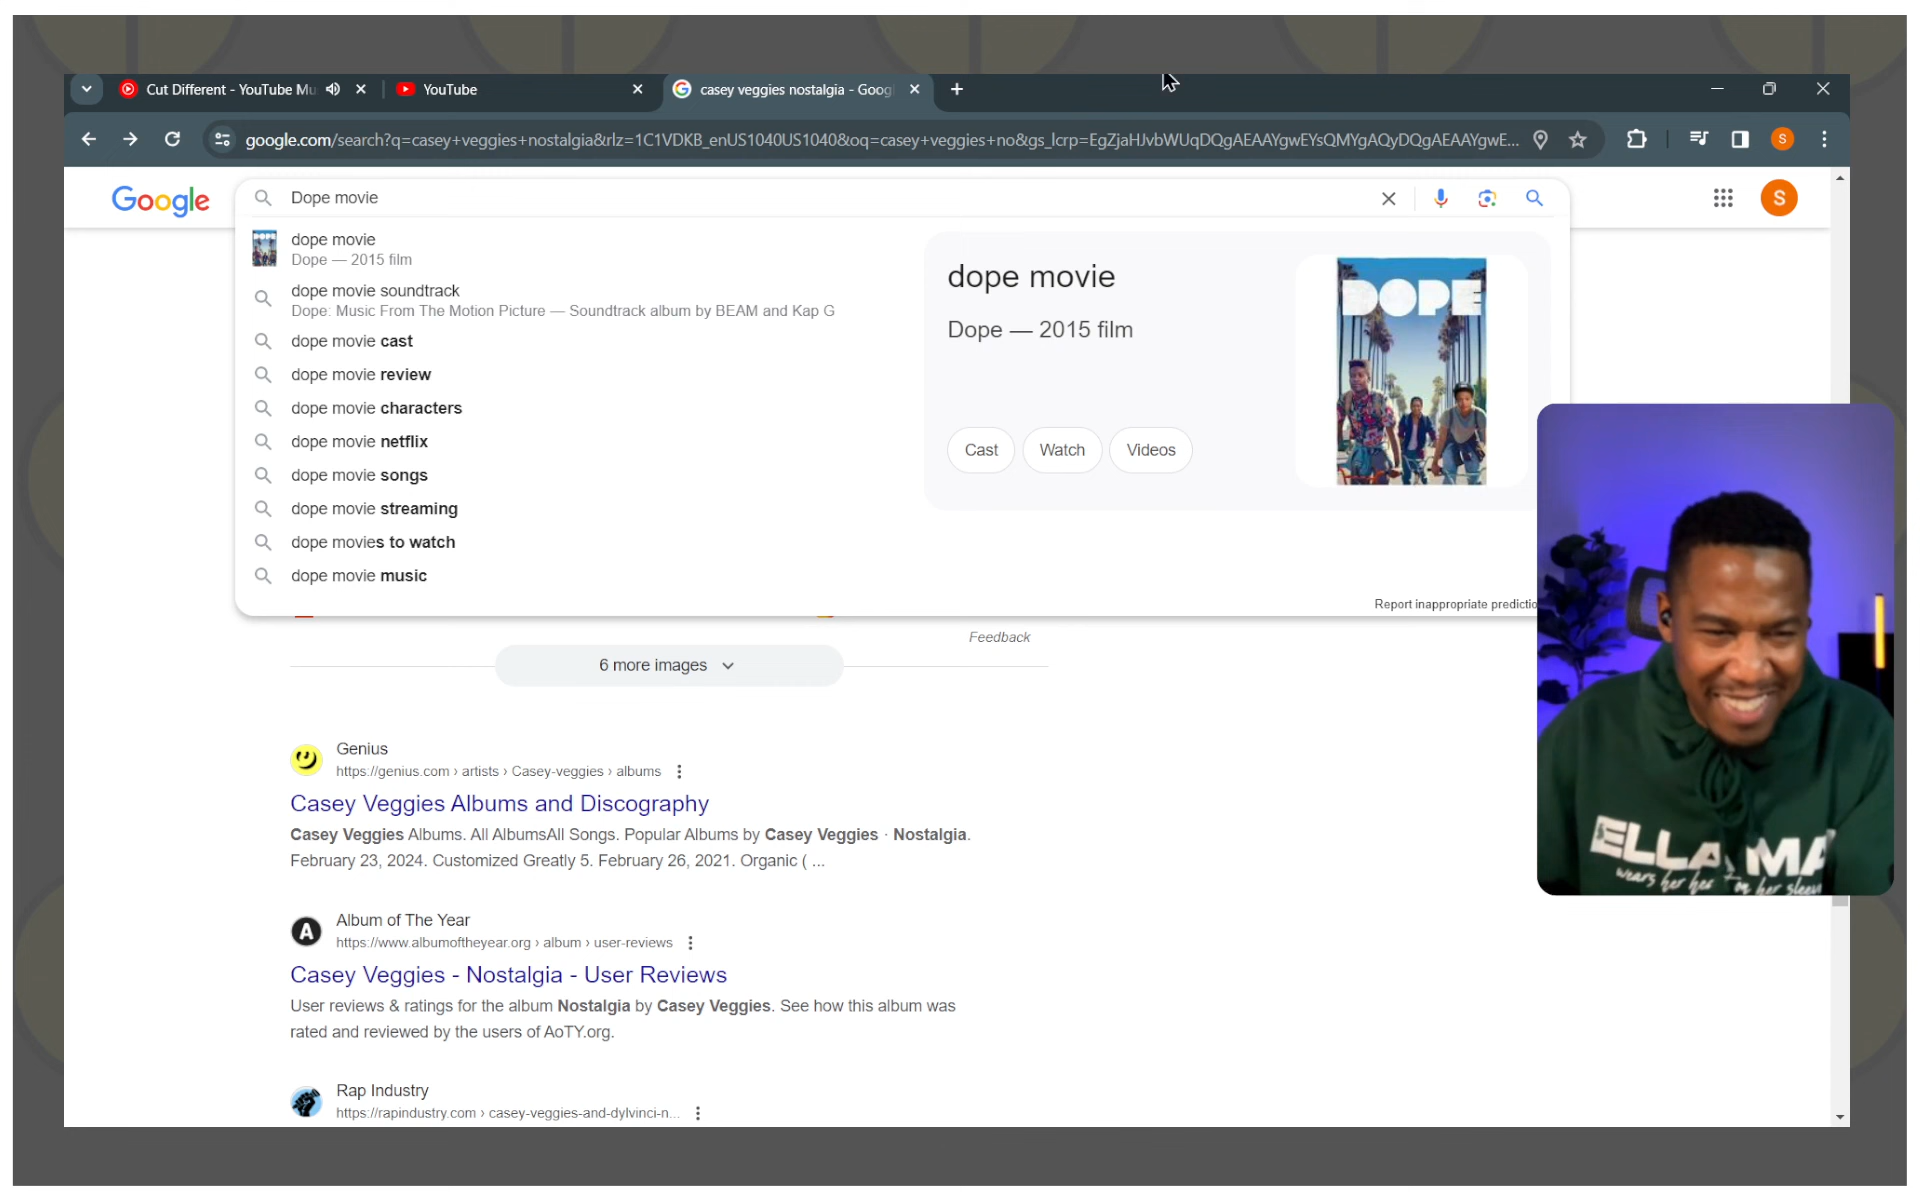 Cut Different - YouTube Mu
YouTube
casey veggies nostalgia - Goog
google.com/search?q=casey+veggies+nostalgia&rlz=1C1VDKB_enUS1040US1040&oq=casey+veggies+no&gs_lcrp=EgZjaHJvbWUqDQgAEAAYgwEYsQMYgAQyDQgAEAAYgwE...
S
Google
Dope movie
S
dope movie
Dope — 2015 film
dope movie soundtrack
Dope: Music From The Motion Picture — Soundtrack album by BEAM and Kap G
dope movie cast
dope movie review
dope movie characters
dope movie netflix
dope movie songs
dope movie streaming
dope movies to watch
dope movie music
dope movie
Dope — 2015 film
Cast
Watch
Videos
DOPE
Report inappropriate predictio
Feedback
6 more images
Genius
https://genius.com › artists › Casey-veggies › albums
Casey Veggies Albums and Discography
Casey Veggies Albums. All AlbumsAll Songs. Popular Albums by Casey Veggies · Nostalgia.
February 23, 2024. Customized Greatly 5. February 26, 2021. Organic ( ...
A
Album of The Year
https://www.albumoftheyear.org › album › user-reviews
Casey Veggies - Nostalgia - User Reviews
User reviews & ratings for the album Nostalgia by Casey Veggies. See how this album was
rated and reviewed by the users of AoTY.org.
Rap Industry
https://rapindustry.com › casey-veggies-and-dylvinci-n...
ELLA MA
wears her on her sleev